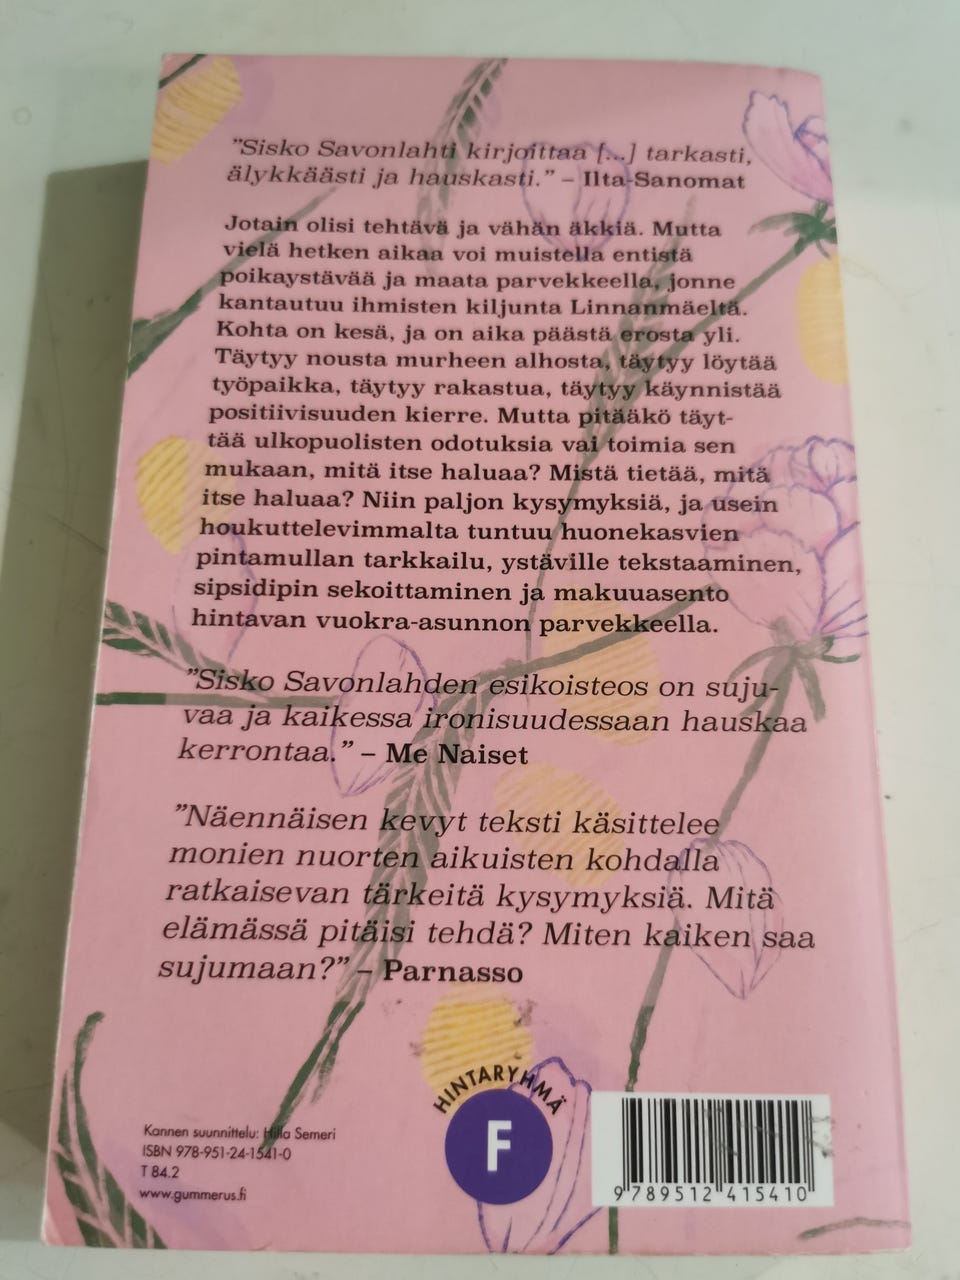 ”Sisko Savonlahti kirjoittaa [...] tarkasti,
älykkäästi ja hauskasti.” – Ilta-Sanomat
Jotain olisi tehtävä ja vähän äkkiä. Mutta
vielä hetken aikaa voi muistella entistä
poikaystävää ja maata parvekkeella, jonne
kantautuu ihmisten kiljunta Linnanmäeltä.
Kohta on kesä, ja on aika päästä erosta yli.
Täytyy nousta murheen alhosta, täytyy löytää
työpaikka, täytyy rakastua, täytyy käynnistää
positiivisuuden kierre. Mutta pitääkö täyt-
tää ulkopuolisten odotuksia vai toimia sen
mukaan, mitä itse haluaa? Mistä tietää, mitä
itse haluaa? Niin paljon kysymyksiä, ja usein
houkuttelevimmalta tuntuu huonekasvien
pintamullan tarkkailu, ystäville tekstaaminen,
sipsidipin sekoittaminen ja makuuasento
hintavan vuokra-asunnon parvekkeella.
”Sisko Savonlahden esikoisteos on suju-
vaa ja kaikessa ironisuudessaan hauskaa
kerrontaa.” – Me Naiset
”Näennäisen kevyt teksti käsittelee
monien nuorten aikuisten kohdalla
ratkaisevan tärkeitä kysymyksiä. Mitä
elämässä pitäisi tehdä? Miten kaiken saa
sujumaan?” – Parnasso
HINTARYHMÄ
F
Kannen suunnittelu: Hilla Semeri
ISBN 978-951-24-1541-0
T 84.2
www.gummerus.fi
9 789512 415410